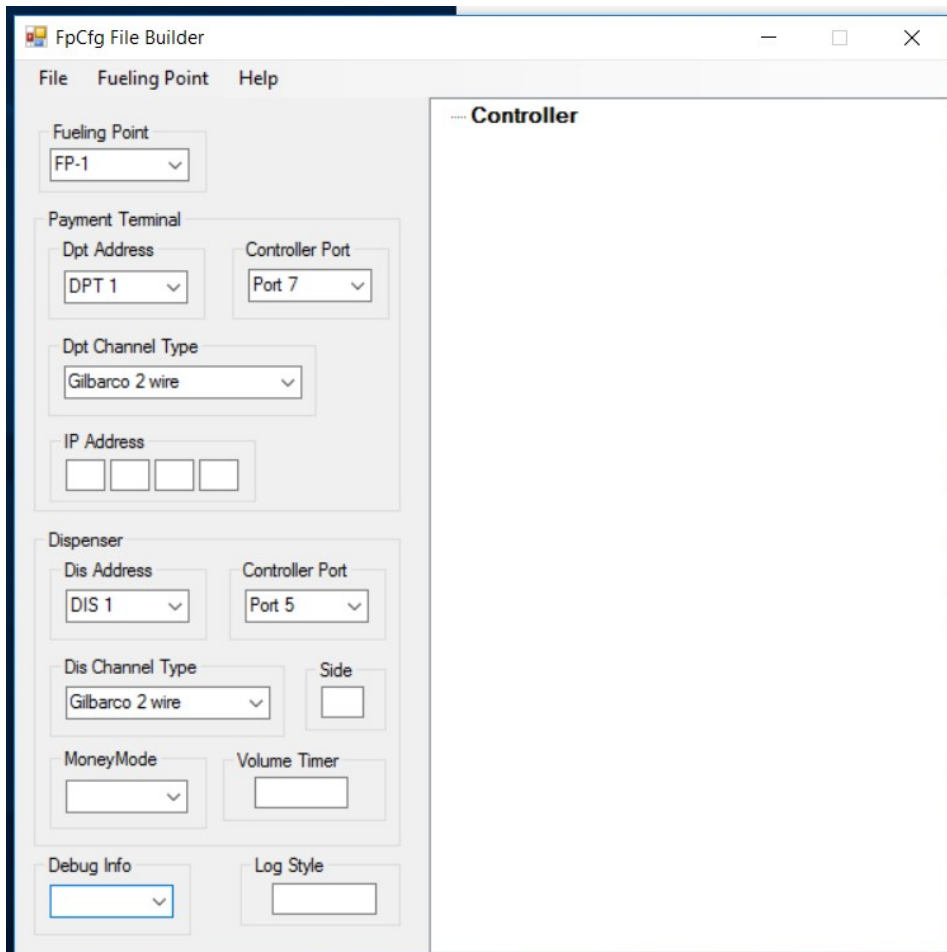 FpCfg File Builder
File Fueling Point Help
Controller
Fueling Point
FP-1
Payment Terminal
Dpt Address Controller Port
DPT 1 Port 7
Dpt Channel Type
Gilbarco 2 wire
IP Address
Dispenser
Dis Address Controller Port
DIS 1 Port 5
Dis Channel Type Side
Gilbarco 2 wire
MoneyMode Volume Timer
Debug Info Log Style